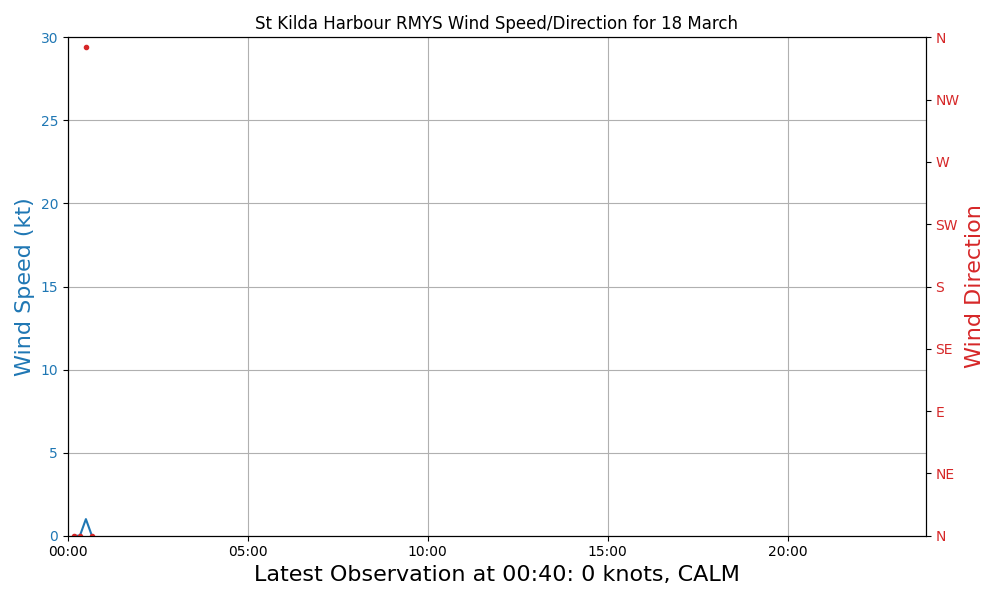 St Kilda Harbour RMYS Wind Speed/Direction for 18 March
30
25
20
15
10
5
0
Wind Speed (kt)
N
NW
W
SW
S
SE
E
NE
N
Wind Direction
00:00
05:00
10:00
15:00
20:00
Latest Observation at 00:40: 0 knots, CALM